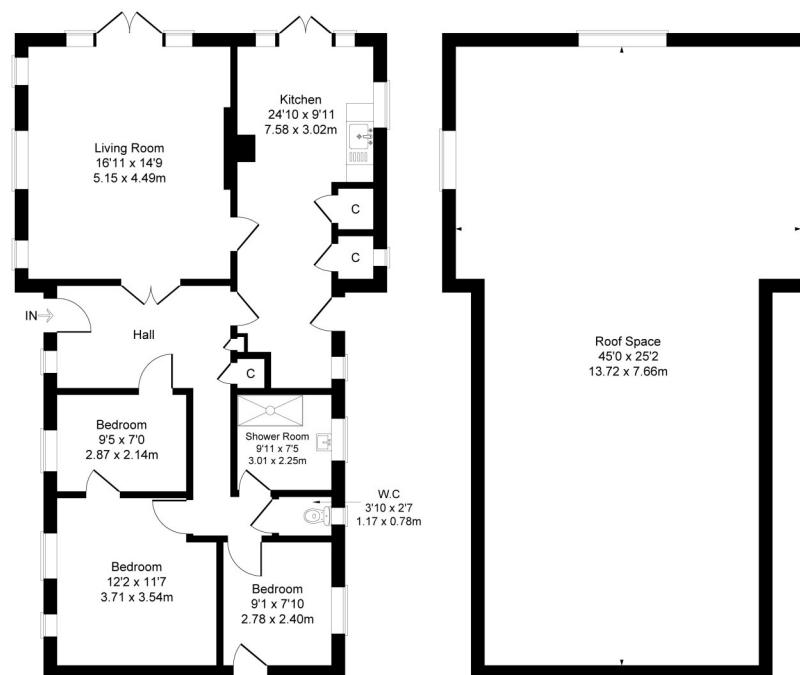 Kitchen
24'10 x 9'11
7.58 x 3.02m
Living Room
16'11 x 14'9
5.15 x 4.49m
C
C
IN
Hall
C
Bedroom
9'5 x 7'0
2.87 x 2.14m
Shower Room
9'11 x 7'5
3.01 x 2.25m
W.C
3'10 x 2'7
1.17 x 0.78m
Bedroom
12'2 x 11'7
3.71 x 3.54m
Bedroom
9'1 x 7'10
2.78 x 2.40m
Roof Space
45'0 x 25'2
13.72 x 7.66m